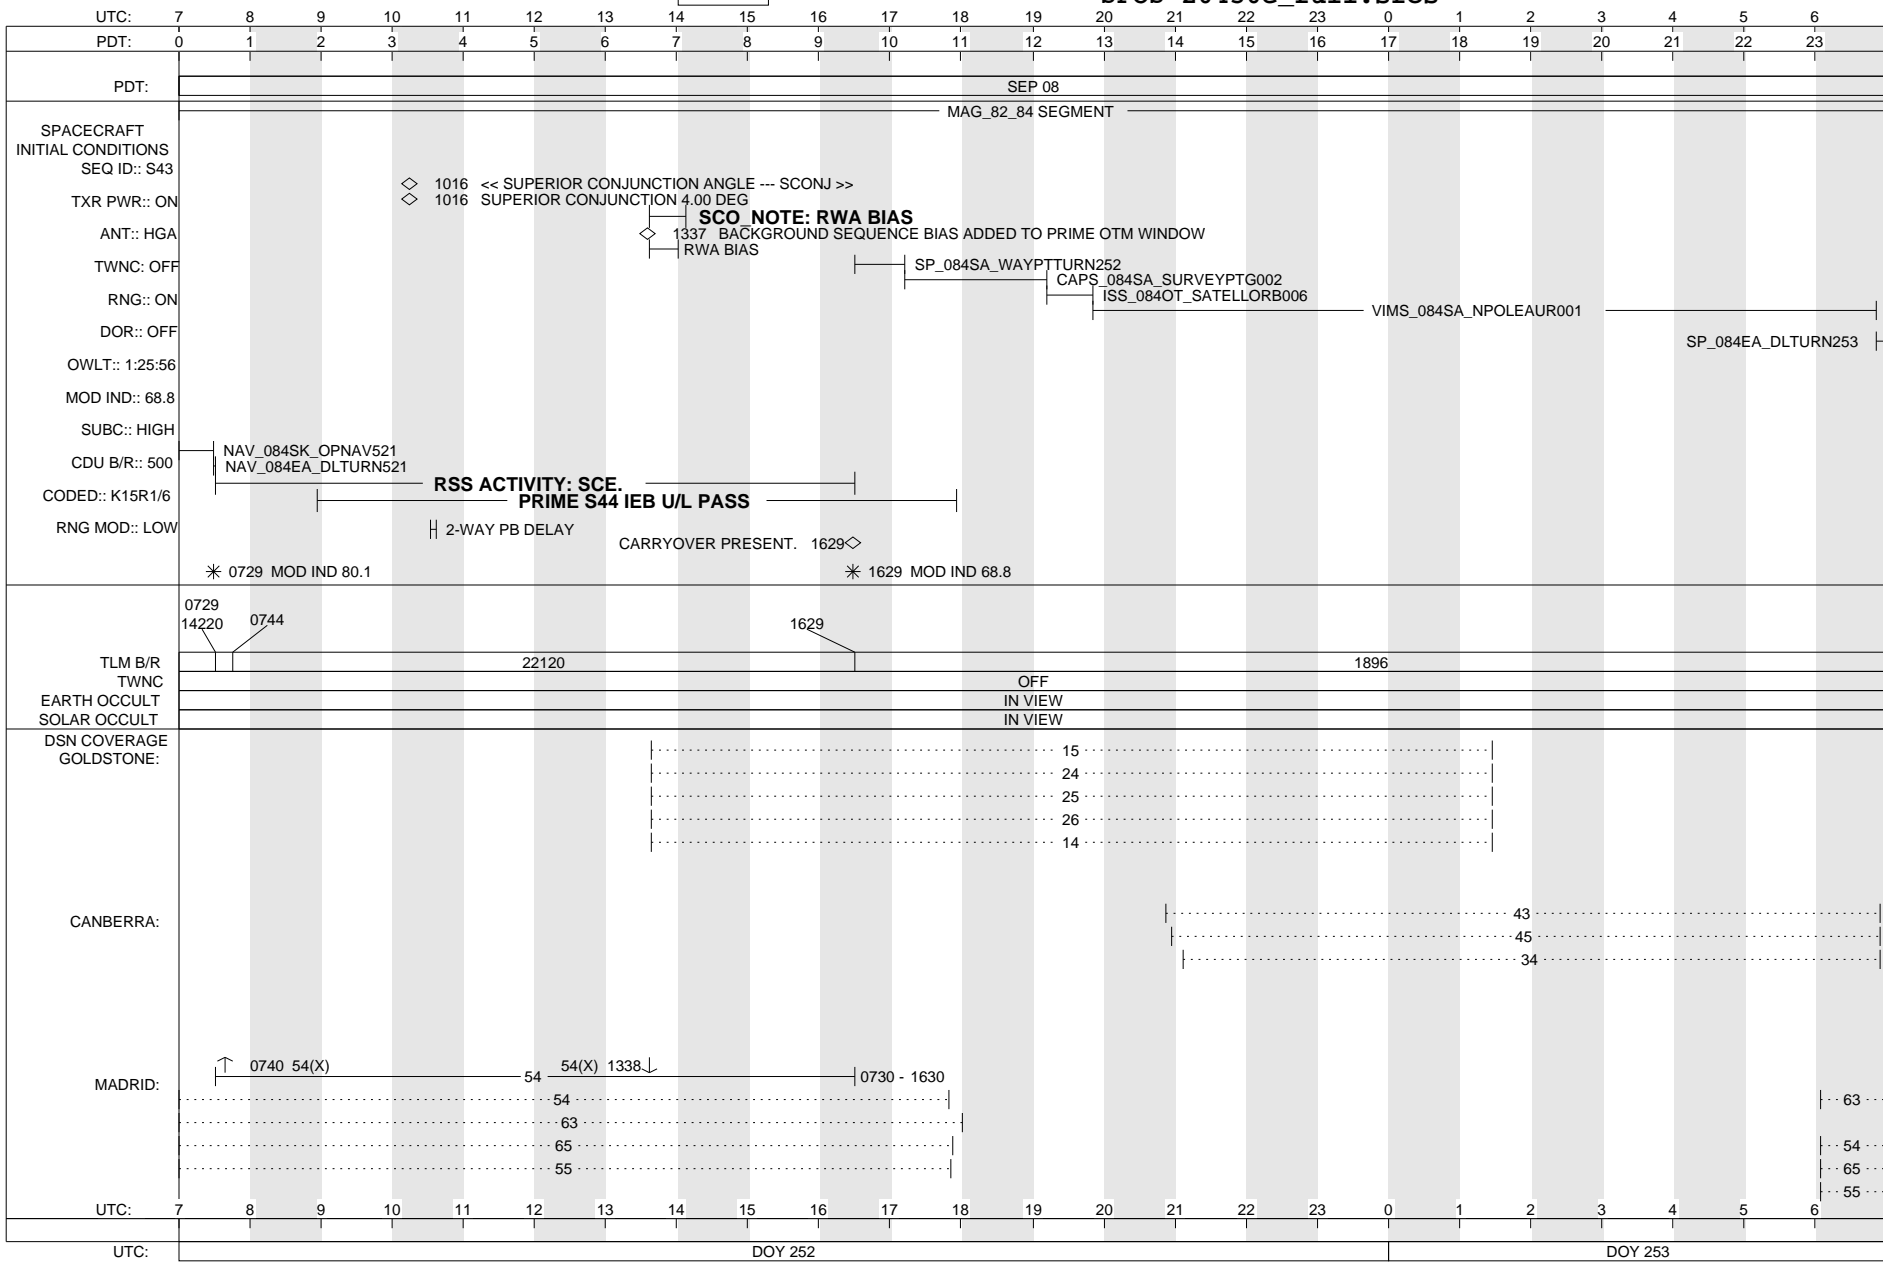 UTC: 7 8 9 10 11 12 13 14 15 16 17 18 19 20 21 22 23 0 1 2 3 4 5 6
PDT: 0 1 2 3 4 5 6 7 8 9 10 11 12 13 14 15 16 17 18 19 20 21 22 23
PDT: SEP 08
MAG_82_84 SEGMENT
SPACECRAFT
INITIAL CONDITIONS
SEQ ID:: S43
1016 << SUPERIOR CONJUNCTION ANGLE --- SCONJ >>
TXR PWR:: ON
1016 SUPERIOR CONJUNCTION 4.00 DEG
SCO_NOTE: RWA BIAS
ANT:: HGA
1337 BACKGROUND SEQUENCE BIAS ADDED TO PRIME OTM WINDOW
RWA BIAS
TWNC: OFF
SP_084SA_WAYPTTURN252
CAPS_084SA_SURVEYPTG002
RNG:: ON
ISS_084OT_SATELLORB006
VIMS_084SA_NPOLEAUR001
DOR:: OFF
SP_084EA_DLTURN253
OWLT:: 1:25:56
MOD IND:: 68.8
SUBC:: HIGH
NAV_084SK_OPNAV521
CDU B/R:: 500
NAV_084EA_DLTURN521
RSS ACTIVITY: SCE.
CODED:: K15R1/6
PRIME S44 IEB U/L PASS
RNG MOD:: LOW
2-WAY PB DELAY
CARRYOVER PRESENT. 1629
0729 MOD IND 80.1
1629 MOD IND 68.8
0729
14220 0744 1629
TLM B/R 22120 1896
TWNC OFF
EARTH OCCULT IN VIEW
SOLAR OCCULT IN VIEW
DSN COVERAGE
GOLDSTONE: 15
24
25
26
14
CANBERRA: 43
45
34
0740 54(X) 54(X) 1338
MADRID: 54 0730 - 1630
54 63
63
65 54
55 65
55
UTC: 7 8 9 10 11 12 13 14 15 16 17 18 19 20 21 22 23 0 1 2 3 4 5 6
UTC: DOY 252 DOY 253